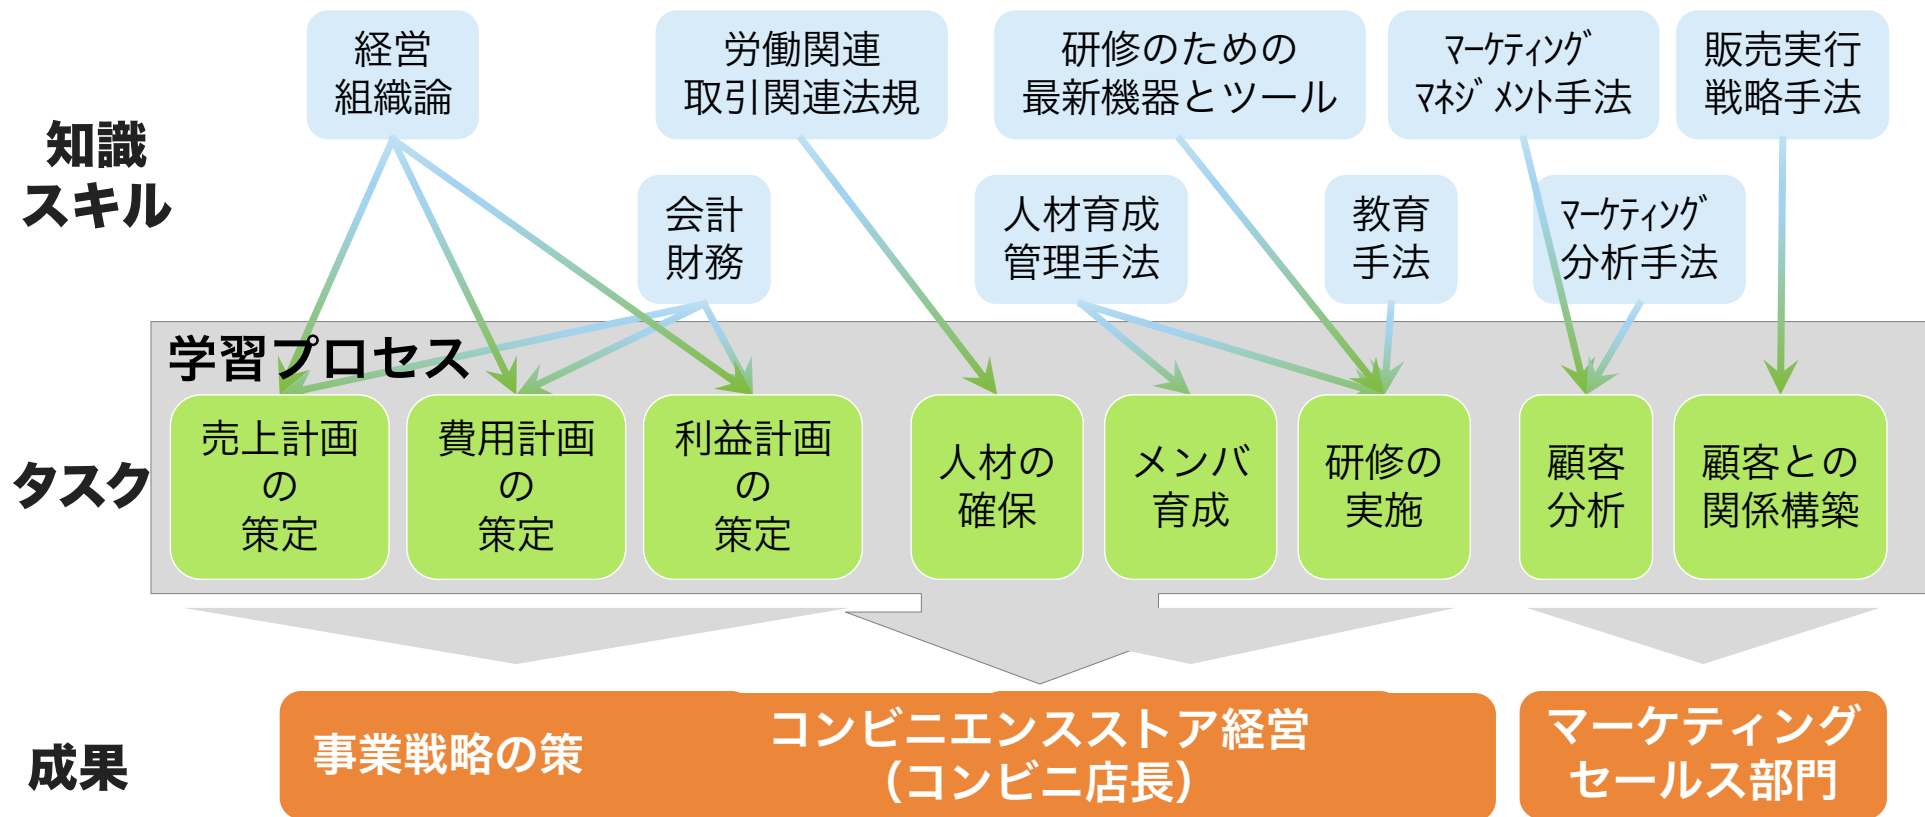 経営
組織論
労働関連
取引関連法規
研修のための
最新機器とツール
ﾏｰｹﾃｨﾝｸﾞ
ﾏﾈｼﾞﾒﾝﾄ手法
販売実行
戦略手法
知識
スキル
会計
財務
人材育成
管理手法
教育
手法
ﾏｰｹﾃｨﾝｸﾞ
分析手法
学習プロセス
タスク
売上計画
の
策定
費用計画
の
策定
利益計画
の
策定
人材の
確保
メンバ
育成
研修の
実施
顧客
分析
顧客との
関係構築
成果
事業戦略の策
コンビニエンスストア経営
（コンビニ店長）
マーケティング
セールス部門